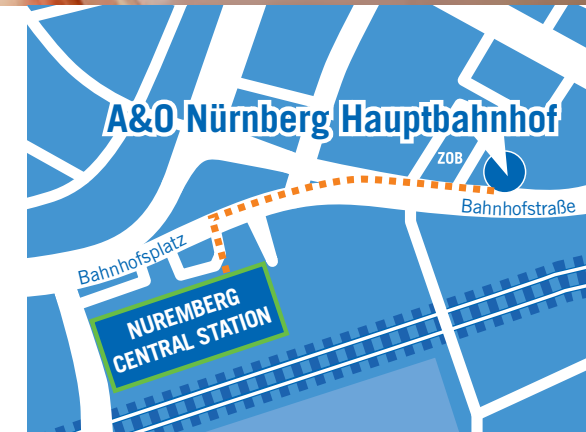 A&O Nürnberg Hauptbahnhof
ZOB
Bahnhofstraße
Bahnhofsplatz
NUREMBERG
CENTRAL STATION